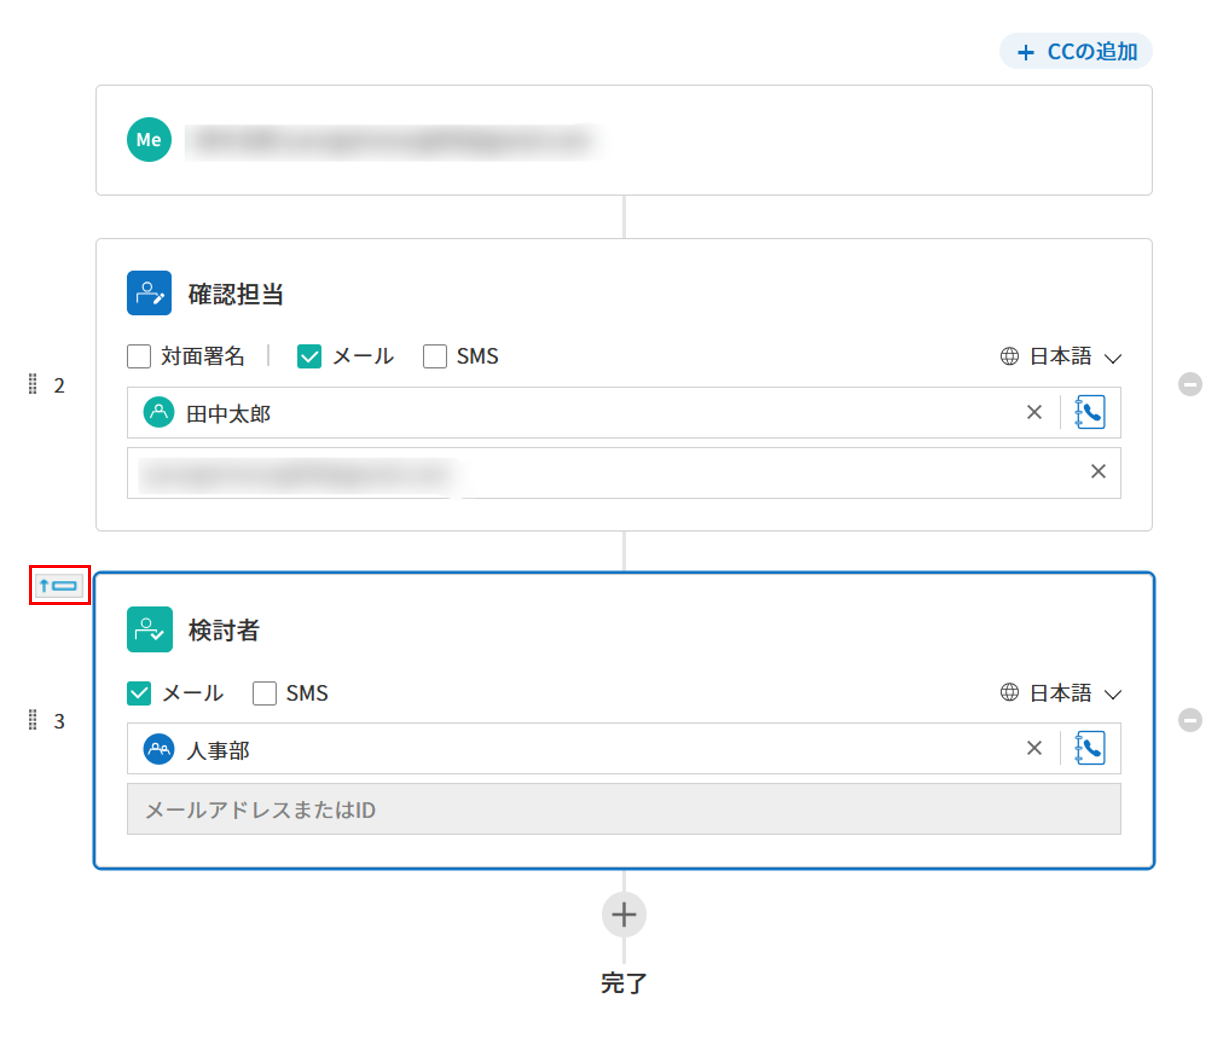 + CCの追加
Me
確認担当
対面署名 | メール SMS 日本語
2
田中太郎
検討者
メール SMS 日本語
3
人事部
メールアドレスまたはID
完了